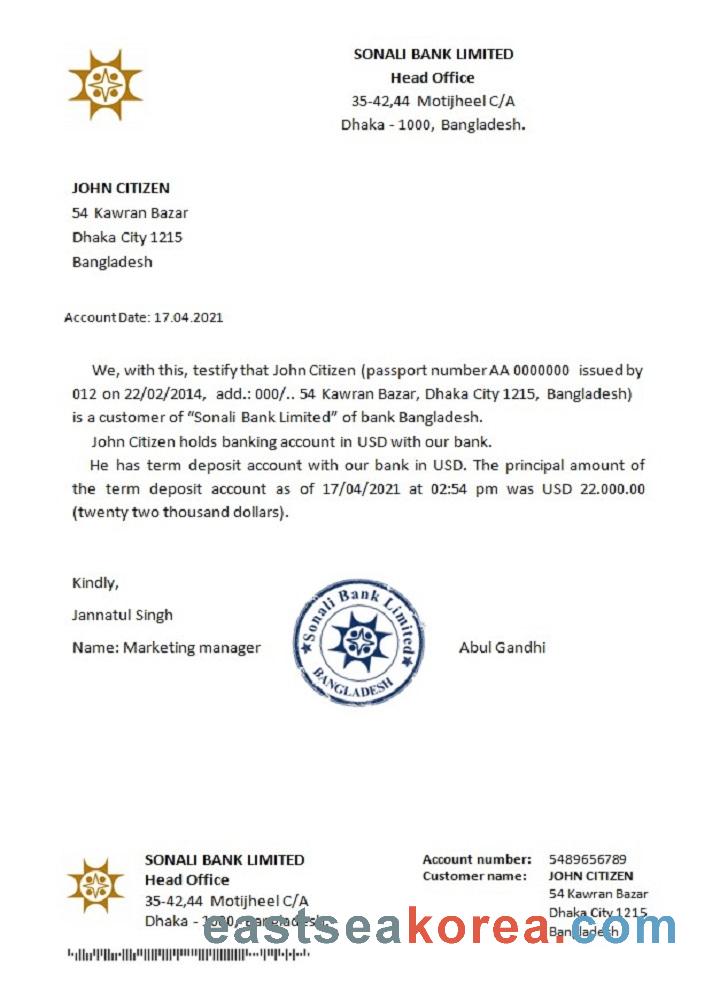 SONALI BANK LIMITED
Head Office
35-42,44 Motijheel C/A
Dhaka - 1000, Bangladesh.
JOHN CITIZEN
54 Kawran Bazar
Dhaka City 1215
Bangladesh
Account Date: 17.04.2021
We, with this, testify that John Citizen (passport number AA 0000000 issued by
012 on 22/02/2014, add.: 000/.. 54 Kawran Bazar, Dhaka City 1215, Bangladesh)
is a customer of “Sonali Bank Limited” of bank Bangladesh.
John Citizen holds banking account in USD with our bank.
He has term deposit account with our bank in USD. The principal amount of
the term deposit account as of 17/04/2021 at 02:54 pm was USD 22.000.00
(twenty two thousand dollars).
Kindly,
Jannatul Singh
Name: Marketing manager
Sonali Bank Limited
BANGLADESH
Abul Gandhi
SONALI BANK LIMITED
Head Office
35-42,44 Motijheel C/A
Dhaka - 1000, Bangladesh.
Account number: 5489656789
Customer name: JOHN CITIZEN
54 Kawran Bazar
Dhaka City 1215
Bangladesh
eastseakorea.com